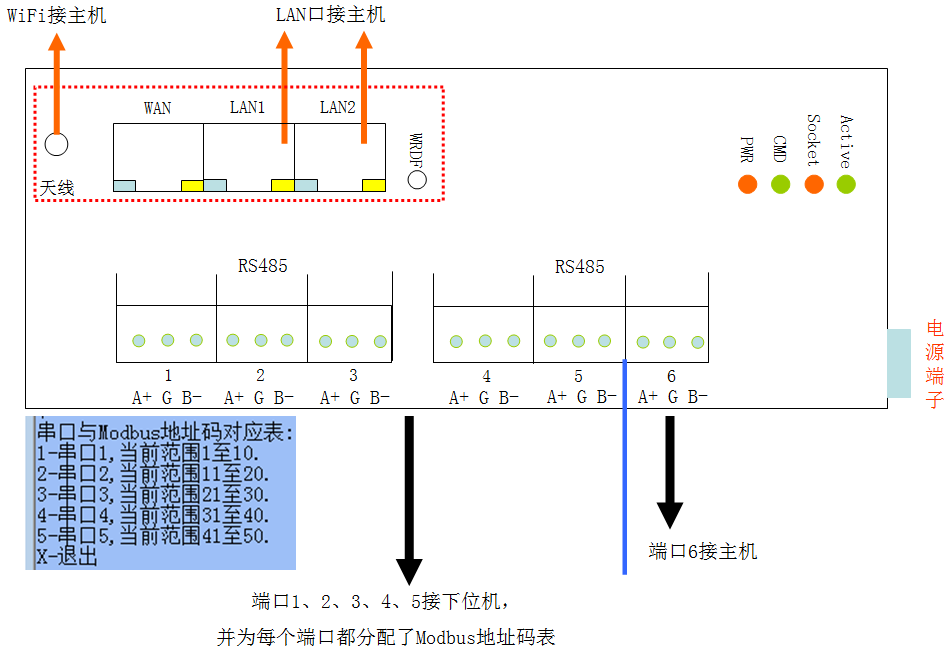 WiFi接主机
LAN口接主机
WAN
LAN1
LAN2
天线
WRDF
PWR
CMD
Socket
Active
RS485
RS485
1
2
3
4
5
6
A+ G B-
A+ G B-
A+ G B-
A+ G B-
A+ G B-
A+ G B-
电源端子
串口与Modbus地址码对应表:
1-串口1,当前范围1至10.
2-串口2,当前范围11至20.
3-串口3,当前范围21至30.
4-串口4,当前范围31至40.
5-串口5,当前范围41至50.
X-退出
端口6接主机
端口1、2、3、4、5接下位机,
并为每个端口都分配了Modbus地址码表